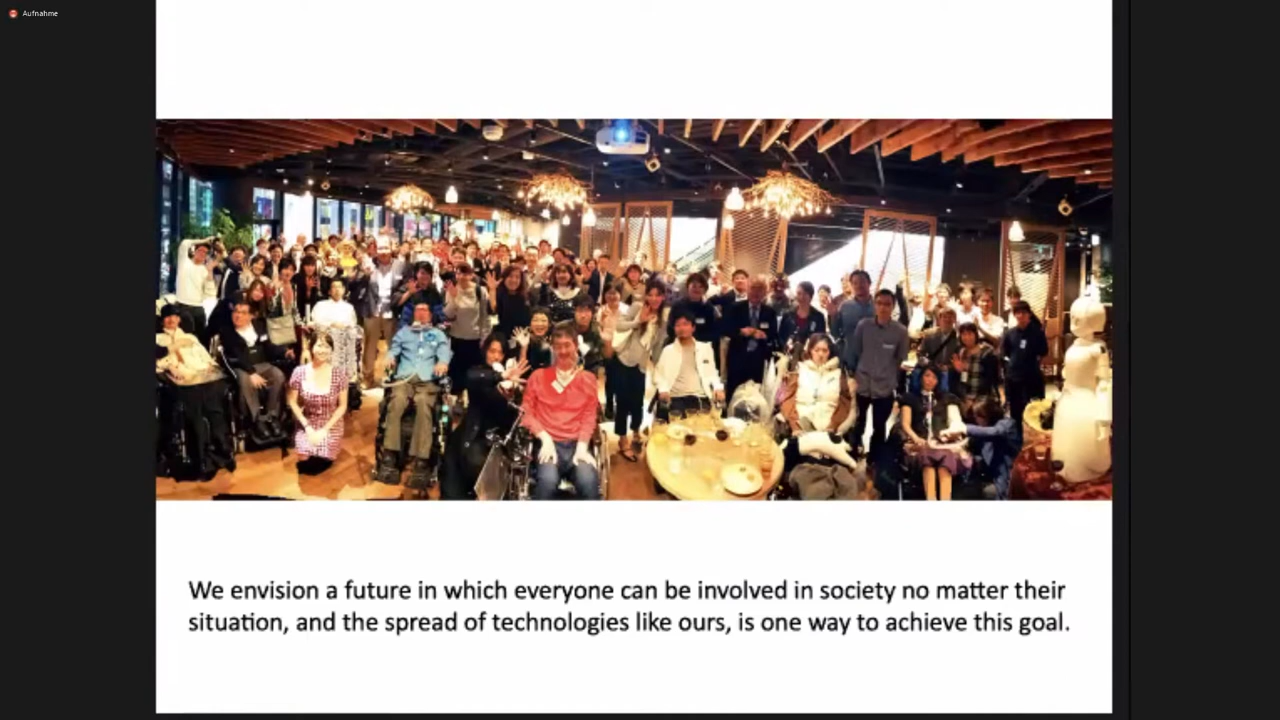 Aufnahme
We envision a future in which everyone can be involved in society no matter their
situation, and the spread of technologies like ours, is one way to achieve this goal.